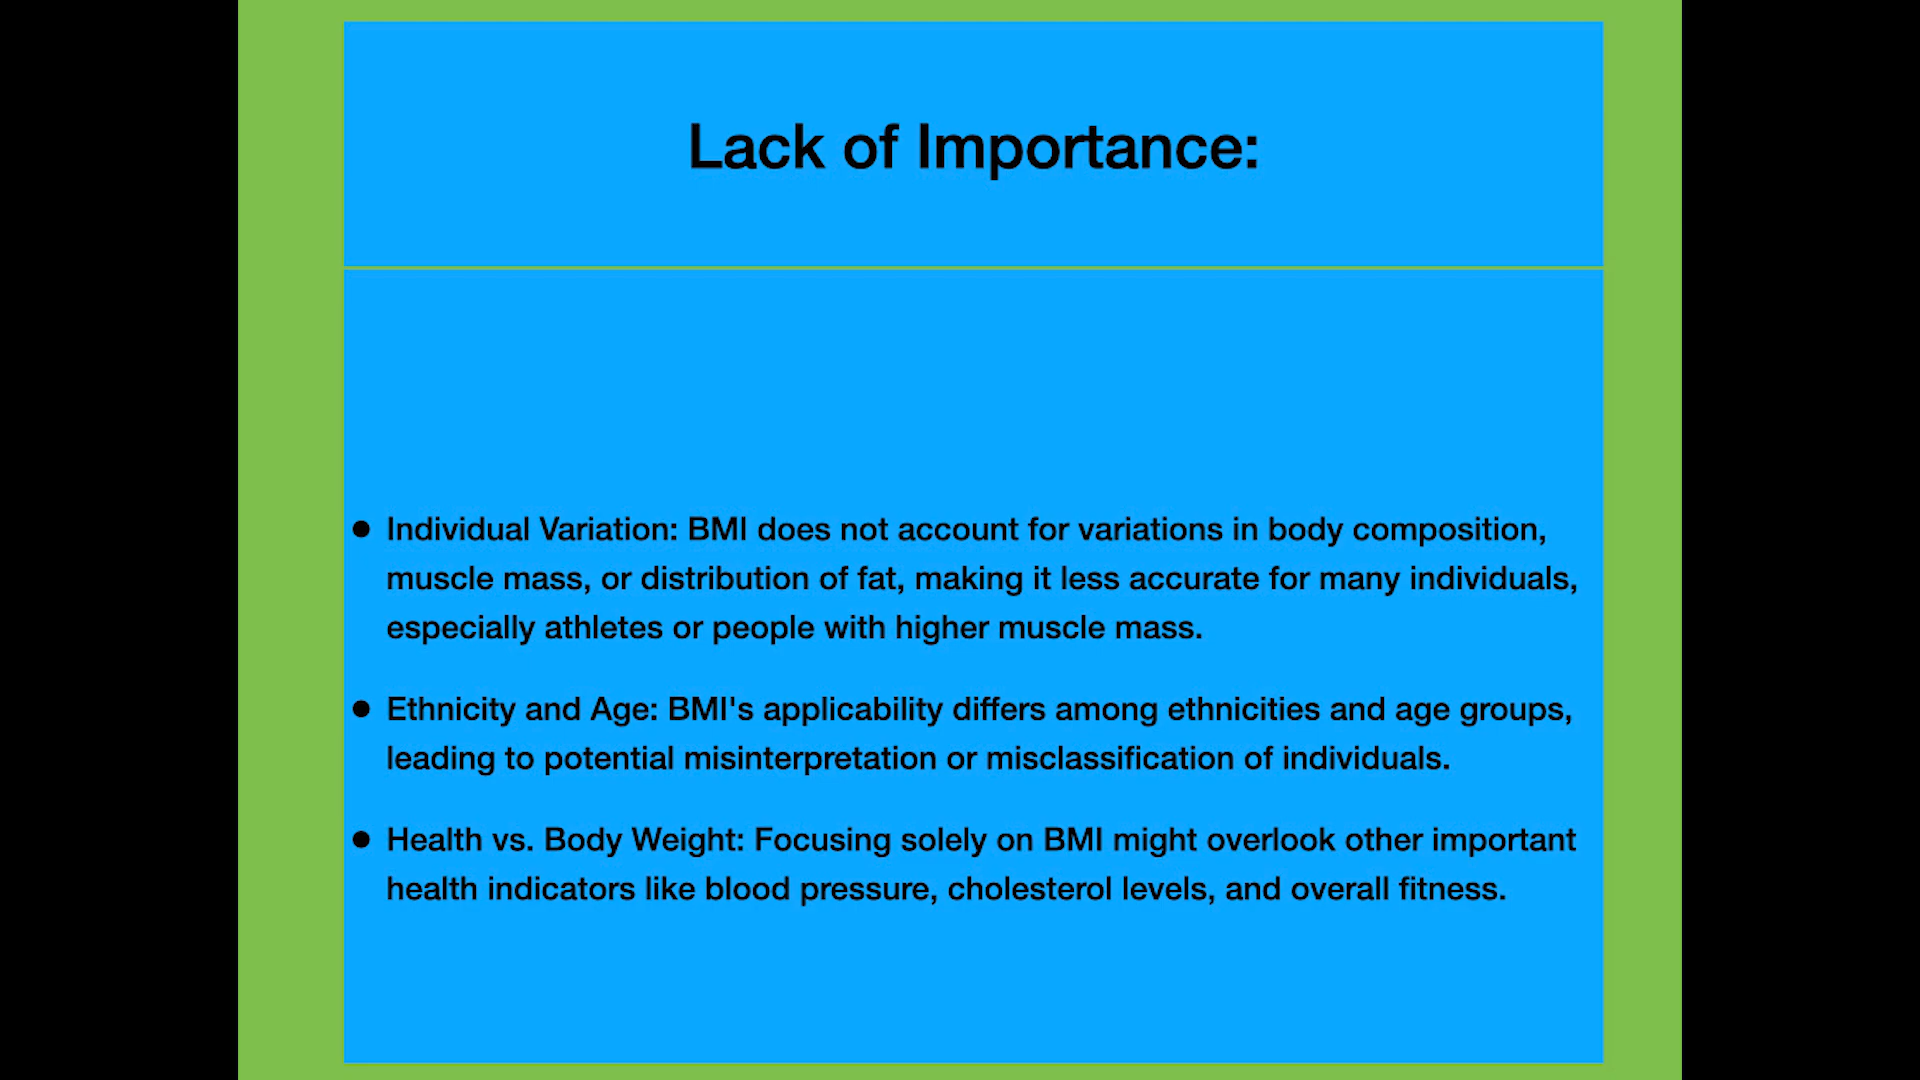 Lack of Importance:
● Individual Variation: BMI does not account for variations in body composition,
muscle mass, or distribution of fat, making it less accurate for many individuals,
especially athletes or people with higher muscle mass.
● Ethnicity and Age: BMI's applicability differs among ethnicities and age groups,
leading to potential misinterpretation or misclassification of individuals.
● Health vs. Body Weight: Focusing solely on BMI might overlook other important
health indicators like blood pressure, cholesterol levels, and overall fitness.